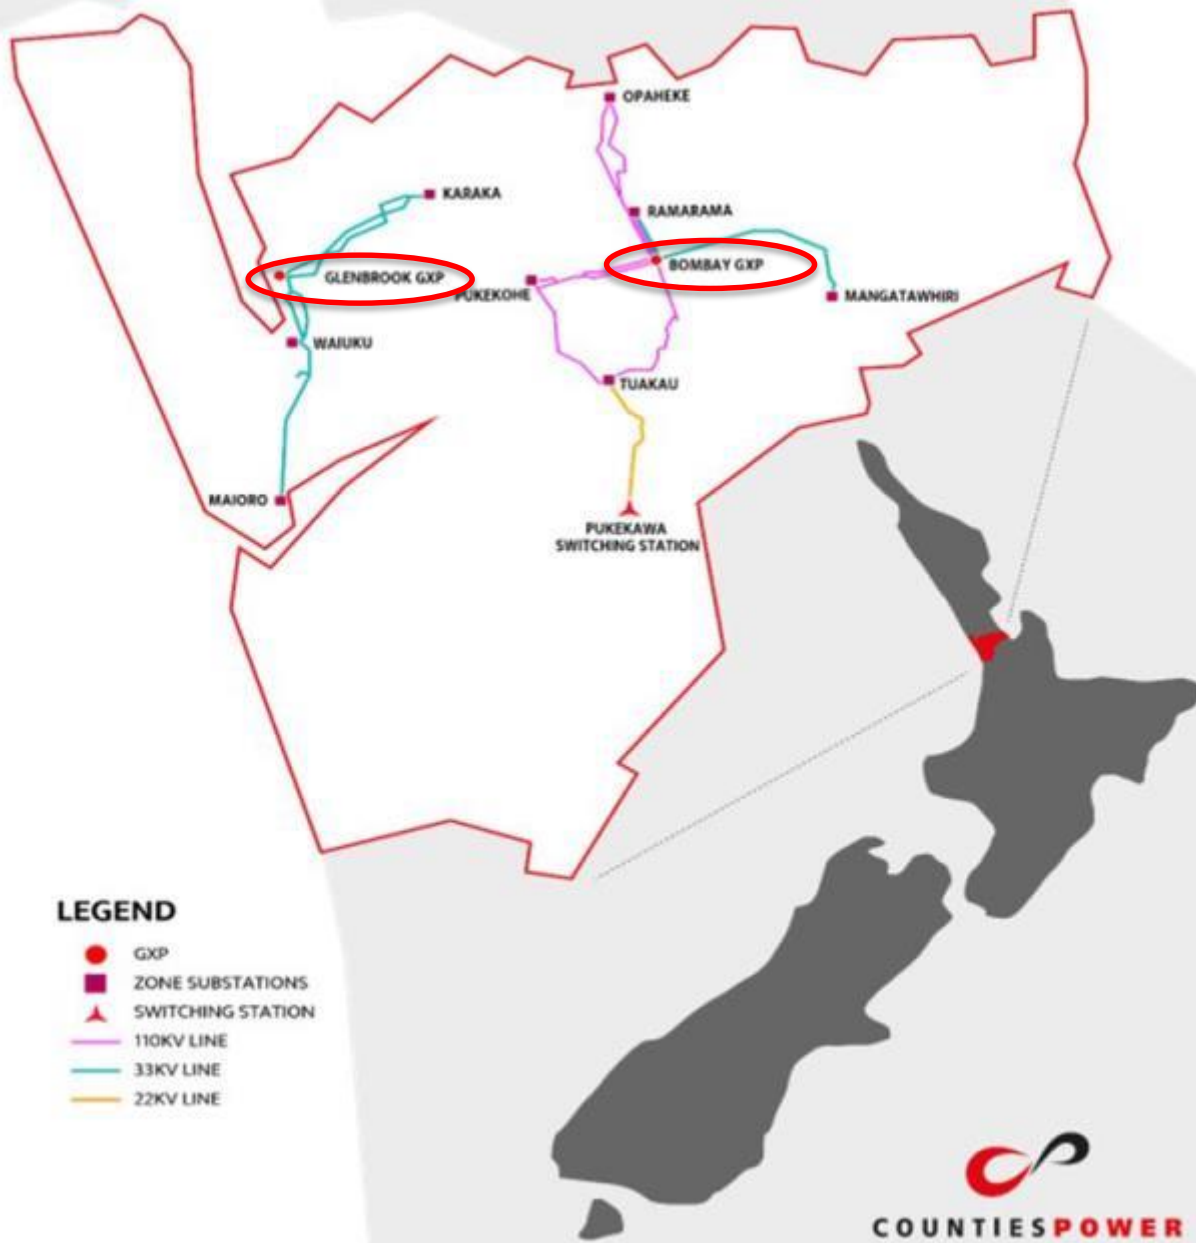 OPAHEKE
KARAKA
RAMARAMA
BOMBAY GXP
GLENBROOK GXP
PUKEKOHE
MANGATAWHIRI
WAIUKU
TUAKAU
MAIORO
PUKEKAWA
SWITCHING STATION
LEGEND
GXP
ZONE SUBSTATIONS
SWITCHING STATION
110KV LINE
33KV LINE
22KV LINE
COUNTIESPOWER